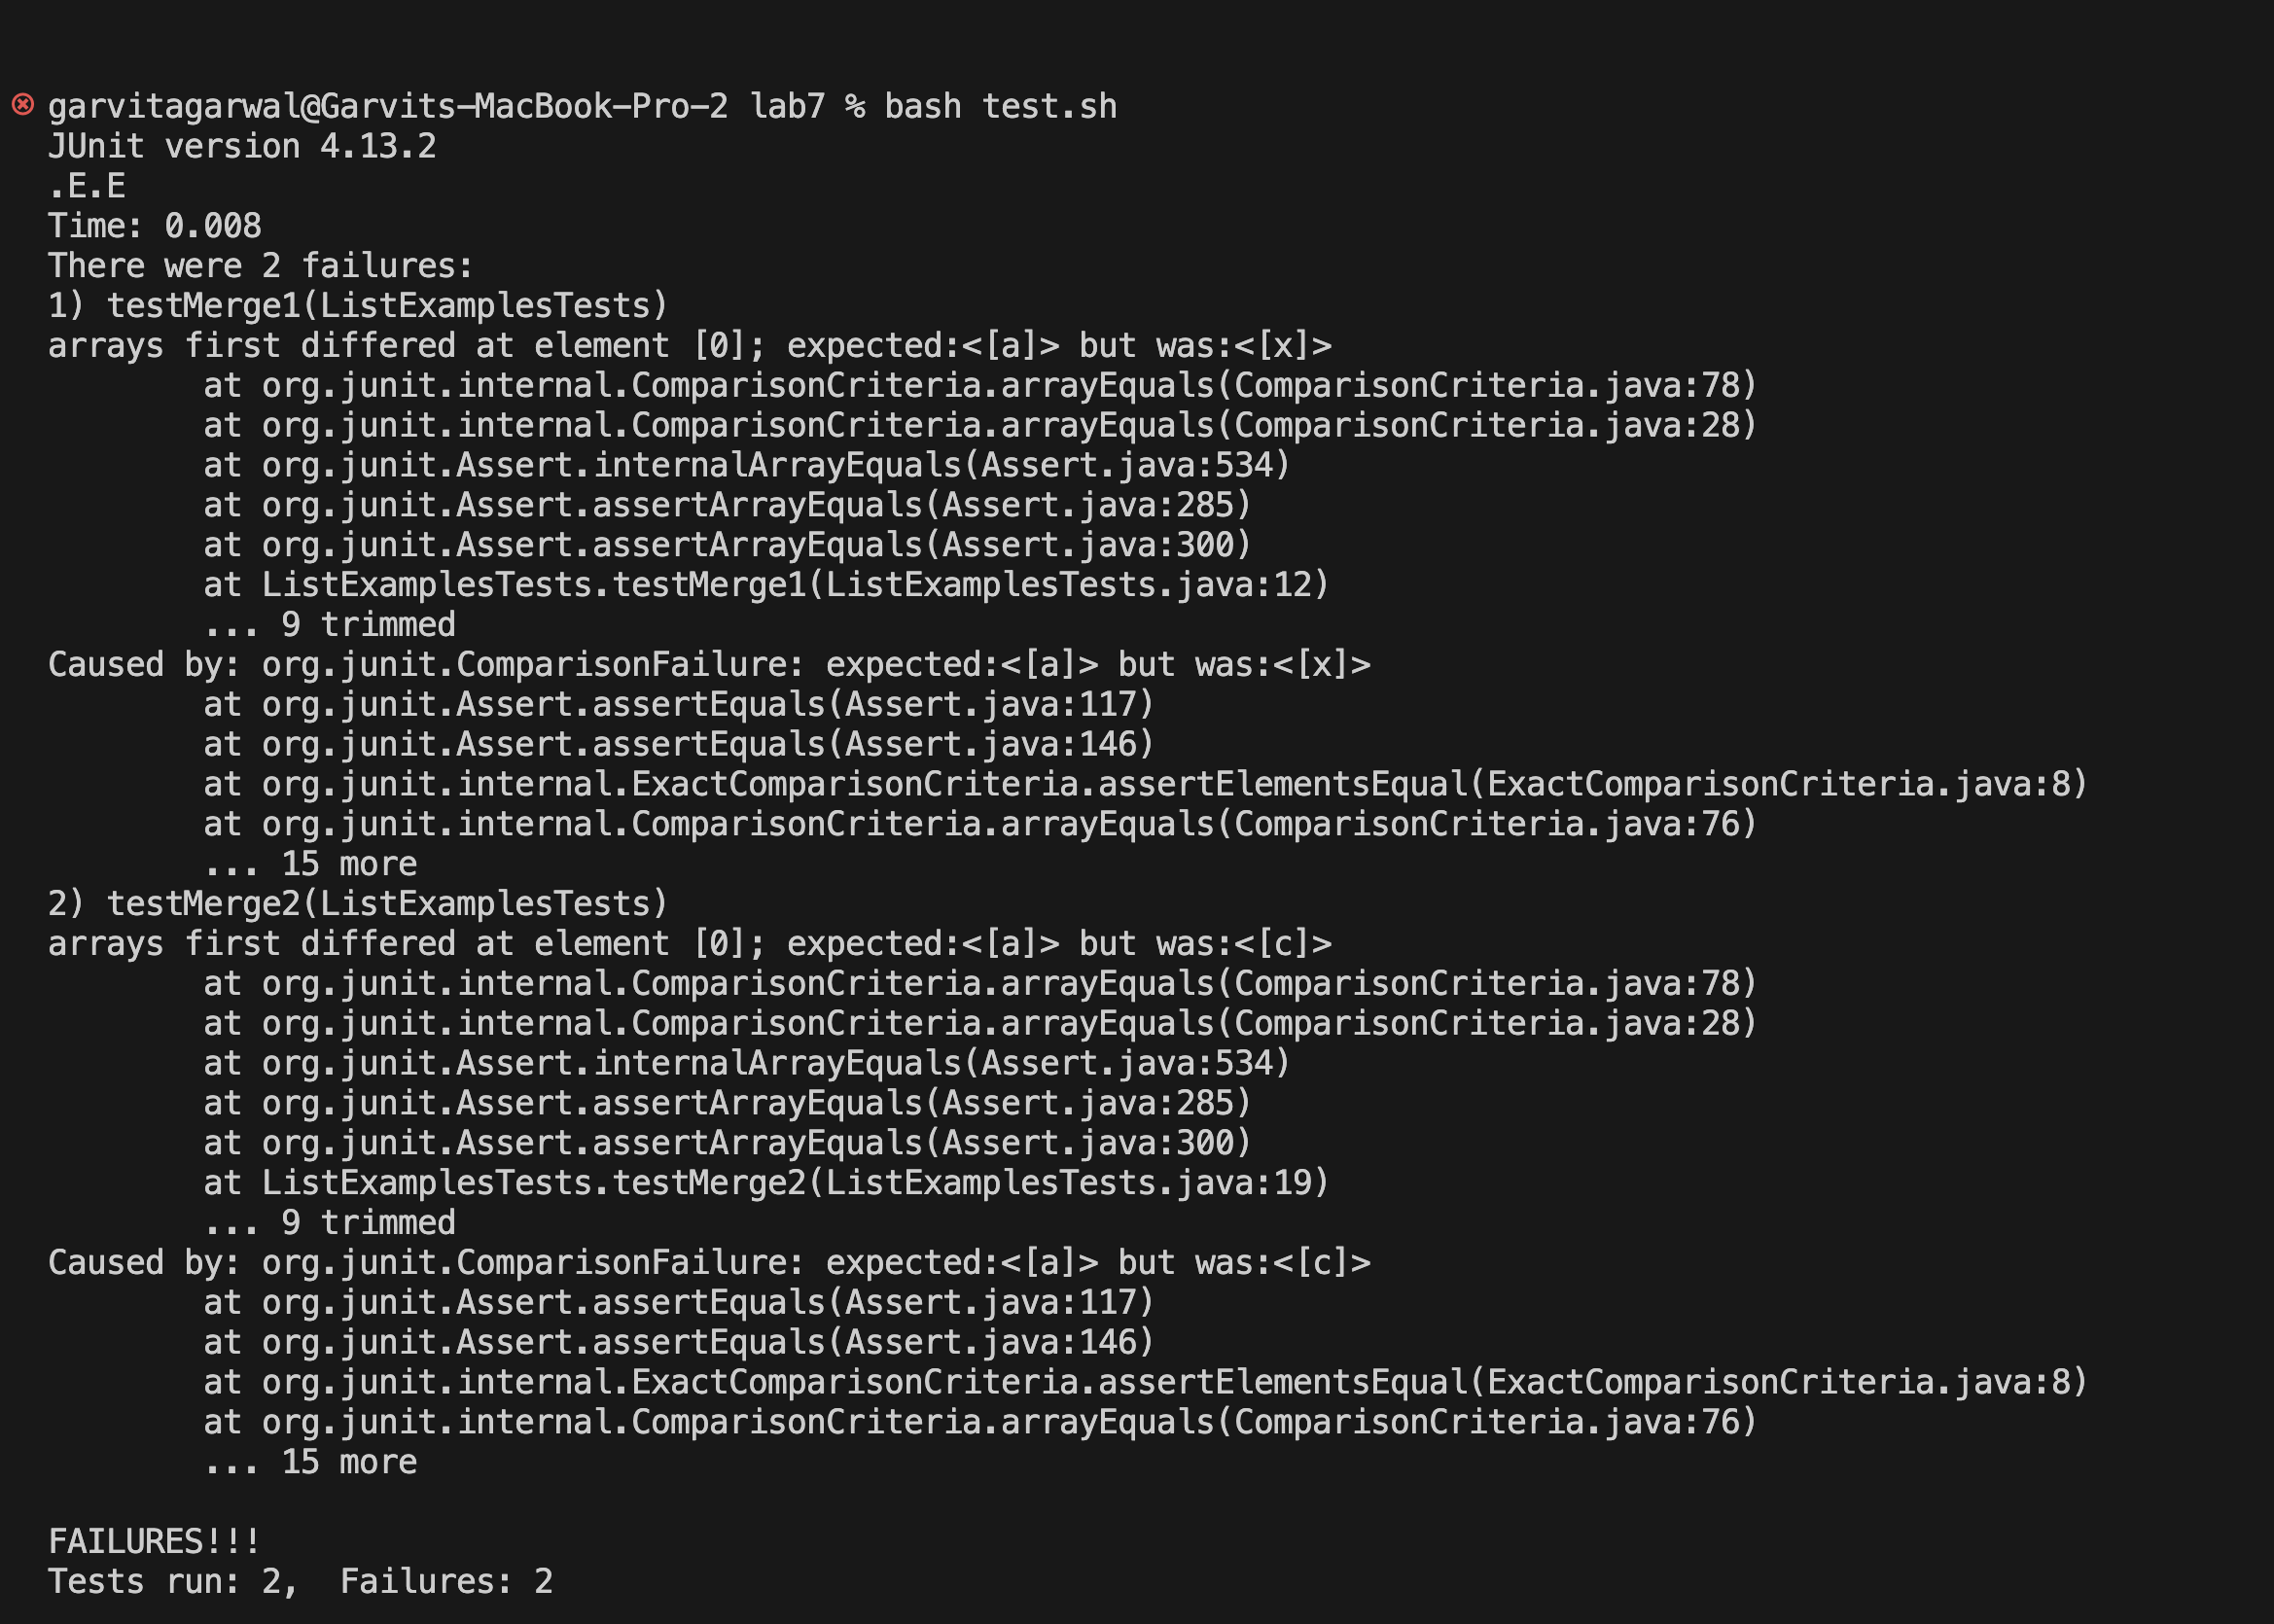 garvitagarwal@Garvits-MacBook-Pro-2 lab7 % bash test.sh
JUnit version 4.13.2
.E.E
Time: 0.008
There were 2 failures:
1) testMerge1(ListExamplesTests)
arrays first differed at element [0]; expected:<[a]> but was:<[x]>
        at org.junit.internal.ComparisonCriteria.arrayEquals(ComparisonCriteria.java:78)
        at org.junit.internal.ComparisonCriteria.arrayEquals(ComparisonCriteria.java:28)
        at org.junit.Assert.internalArrayEquals(Assert.java:534)
        at org.junit.Assert.assertArrayEquals(Assert.java:285)
        at org.junit.Assert.assertArrayEquals(Assert.java:300)
        at ListExamplesTests.testMerge1(ListExamplesTests.java:12)
        ... 9 trimmed
Caused by: org.junit.ComparisonFailure: expected:<[a]> but was:<[x]>
        at org.junit.Assert.assertEquals(Assert.java:117)
        at org.junit.Assert.assertEquals(Assert.java:146)
        at org.junit.internal.ExactComparisonCriteria.assertElementsEqual(ExactComparisonCriteria.java:8)
        at org.junit.internal.ComparisonCriteria.arrayEquals(ComparisonCriteria.java:76)
        ... 15 more
2) testMerge2(ListExamplesTests)
arrays first differed at element [0]; expected:<[a]> but was:<[c]>
        at org.junit.internal.ComparisonCriteria.arrayEquals(ComparisonCriteria.java:78)
        at org.junit.internal.ComparisonCriteria.arrayEquals(ComparisonCriteria.java:28)
        at org.junit.Assert.internalArrayEquals(Assert.java:534)
        at org.junit.Assert.assertArrayEquals(Assert.java:285)
        at org.junit.Assert.assertArrayEquals(Assert.java:300)
        at ListExamplesTests.testMerge2(ListExamplesTests.java:19)
        ... 9 trimmed
Caused by: org.junit.ComparisonFailure: expected:<[a]> but was:<[c]>
        at org.junit.Assert.assertEquals(Assert.java:117)
        at org.junit.Assert.assertEquals(Assert.java:146)
        at org.junit.internal.ExactComparisonCriteria.assertElementsEqual(ExactComparisonCriteria.java:8)
        at org.junit.internal.ComparisonCriteria.arrayEquals(ComparisonCriteria.java:76)
        ... 15 more

FAILURES!!!
Tests run: 2,  Failures: 2